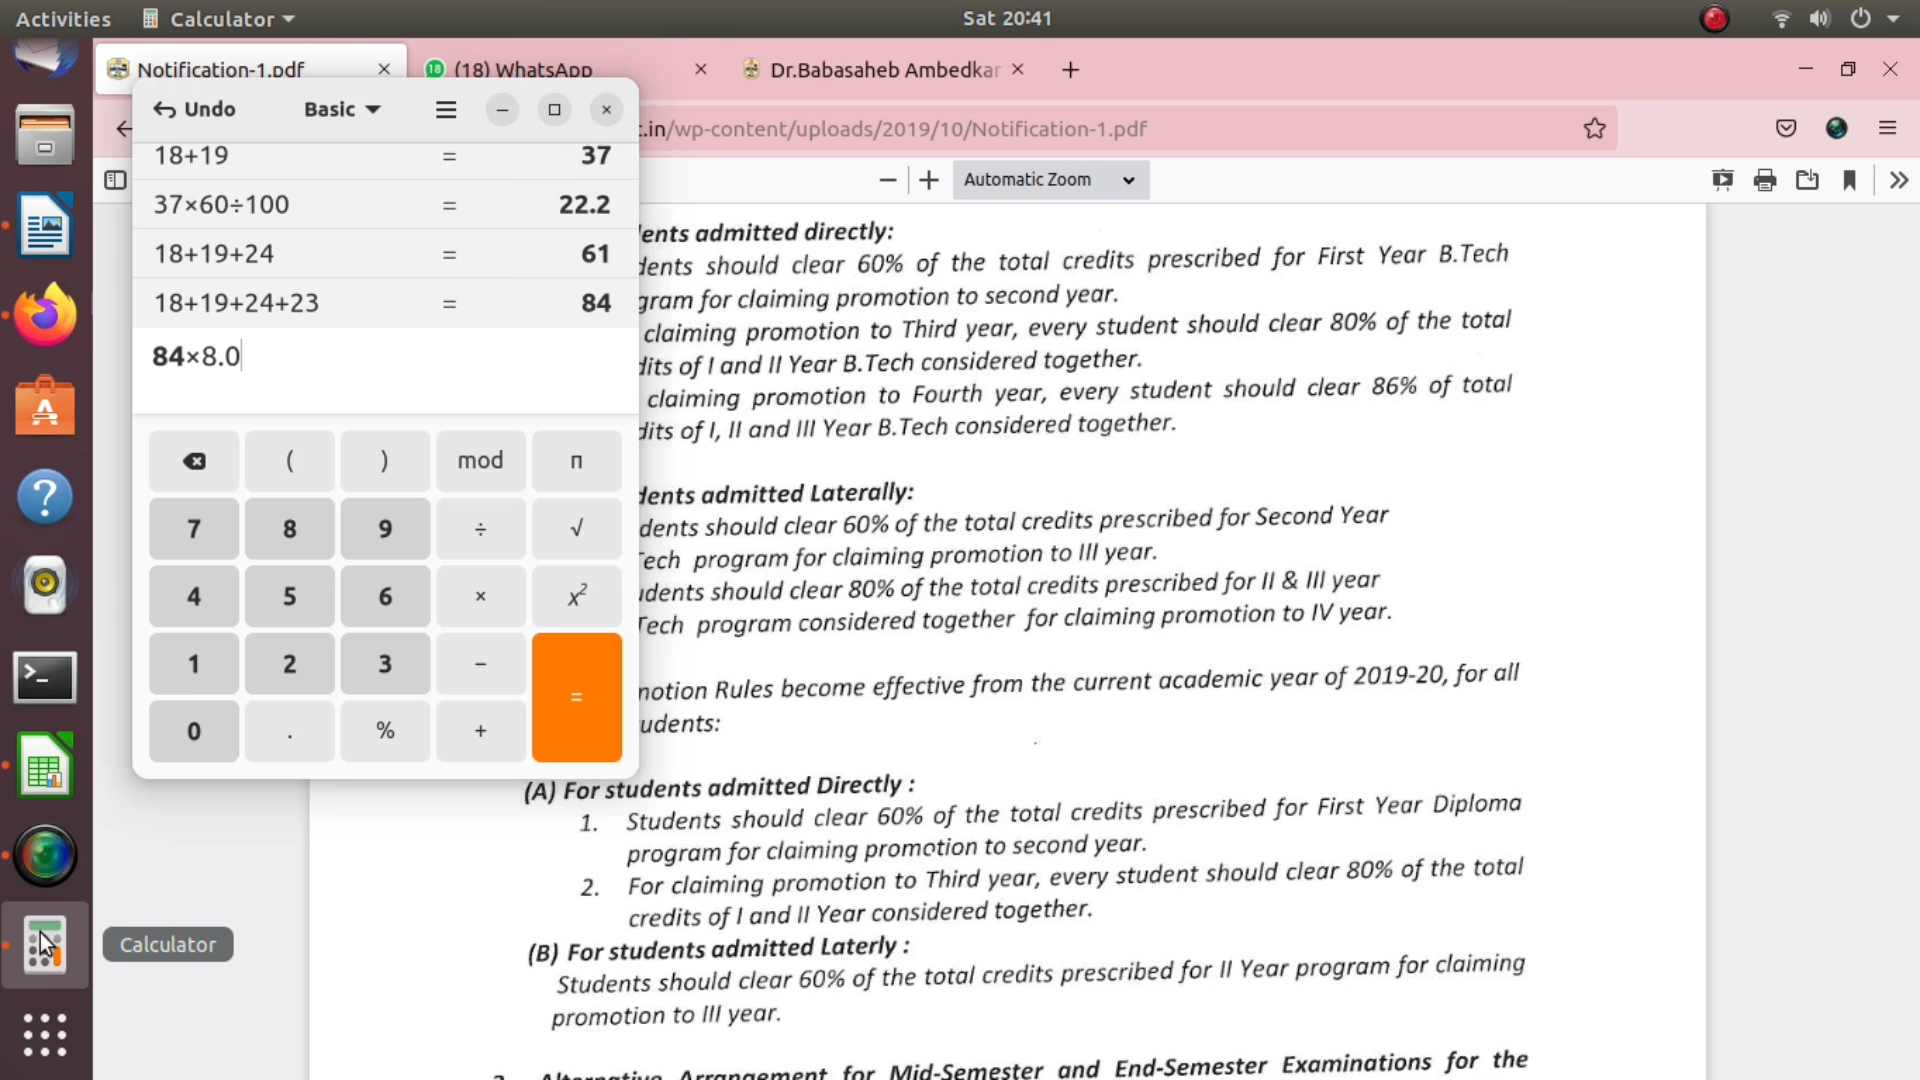 Activities
Calculator
Sat 20:41
Notification-1.pdf
(18) WhatsApp
Dr.Babasaheb Ambedkar
.in/wp-content/uploads/2019/10/Notification-1.pdf
Automatic Zoom
Undo
Basic
18+19 = 37
37×60÷100 = 22.2
18+19+24 = 61
18+19+24+23 = 84
84×8.0
( ) mod π
7 8 9 ÷ √
4 5 6 × x²
1 2 3 − =
0 . % +
Calculator
admitted directly:
should clear 60% of the total credits prescribed for First Year B.Tech
for claiming promotion to second year.
claiming promotion to Third year, every student should clear 80% of the total
of I and II Year B.Tech considered together.
claiming promotion to Fourth year, every student should clear 86% of total
of I, II and III Year B.Tech considered together.
admitted Laterally:
should clear 60% of the total credits prescribed for Second Year
program for claiming promotion to III year.
should clear 80% of the total credits prescribed for II & III year
program considered together for claiming promotion to IV year.
Rules become effective from the current academic year of 2019-20, for all
(A) For students admitted Directly :
1. Students should clear 60% of the total credits prescribed for First Year Diploma
program for claiming promotion to second year.
2. For claiming promotion to Third year, every student should clear 80% of the total
credits of I and II Year considered together.
(B) For students admitted Laterly :
Students should clear 60% of the total credits prescribed for II Year program for claiming
promotion to III year.
Alternative Arrangement for Mid-Semester and End-Semester Examinations for the